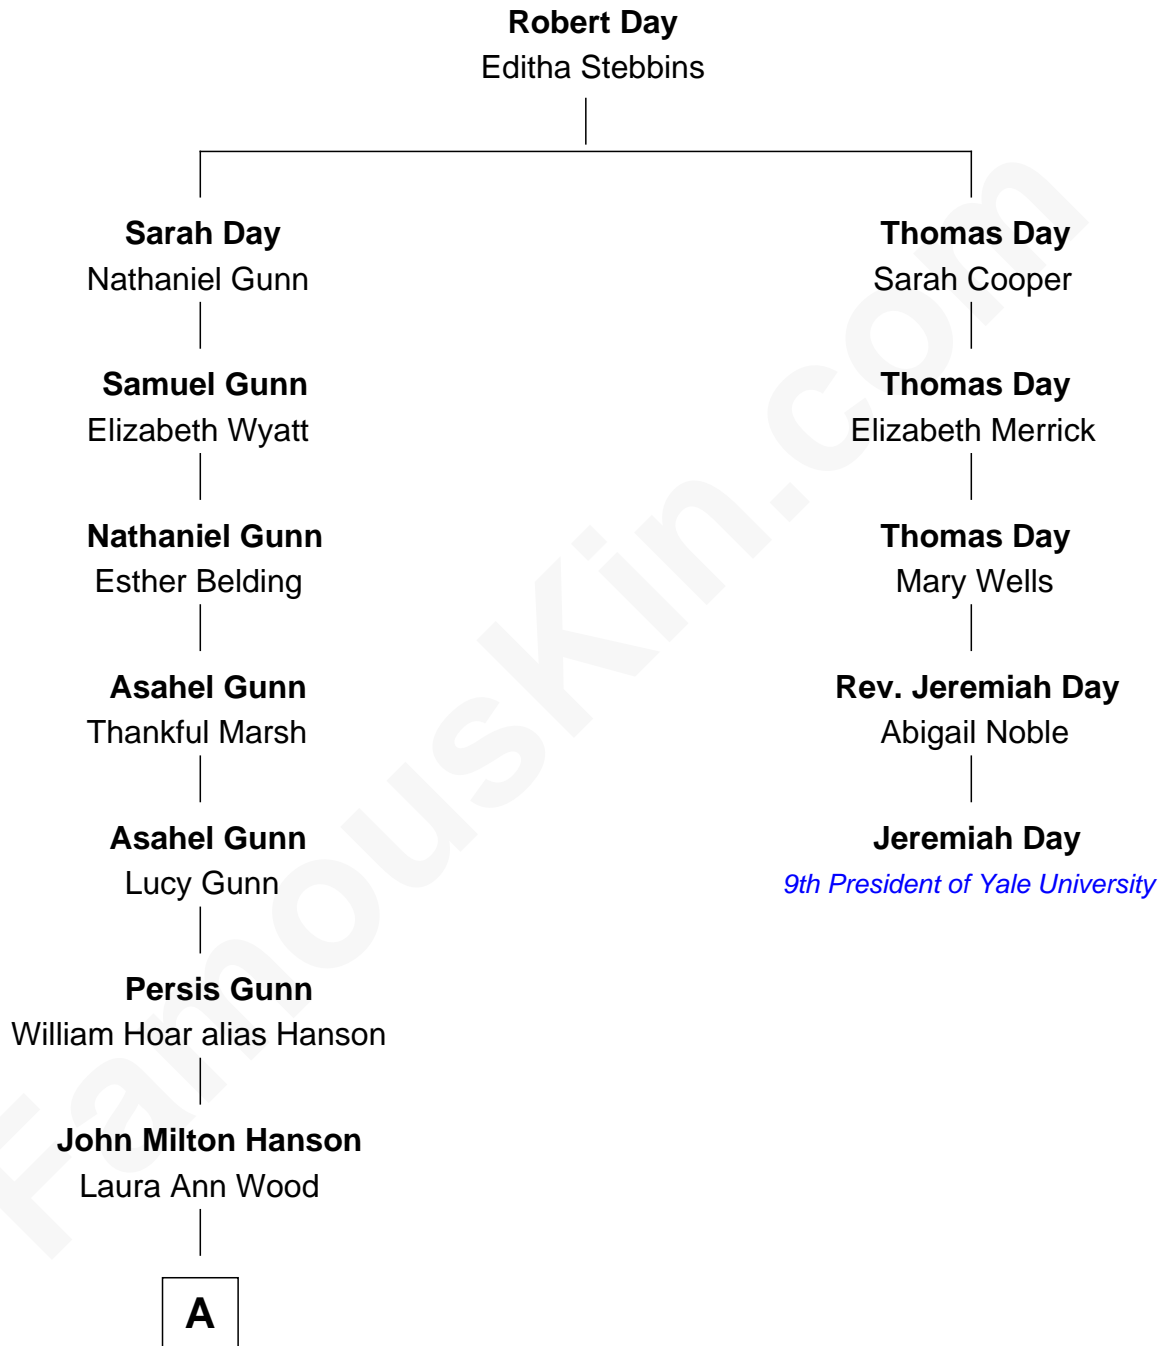 Robert Day
Editha Stebbins
Sarah Day
Nathaniel Gunn
Samuel Gunn
Elizabeth Wyatt
Nathaniel Gunn
Esther Belding
Asahel Gunn
Thankful Marsh
Asahel Gunn
Lucy Gunn
Persis Gunn
William Hoar alias Hanson
John Milton Hanson
Laura Ann Wood
A
Thomas Day
Sarah Cooper
Thomas Day
Elizabeth Merrick
Thomas Day
Mary Wells
Rev. Jeremiah Day
Abigail Noble
Jeremiah Day
9th President of Yale University
FamousKin.com